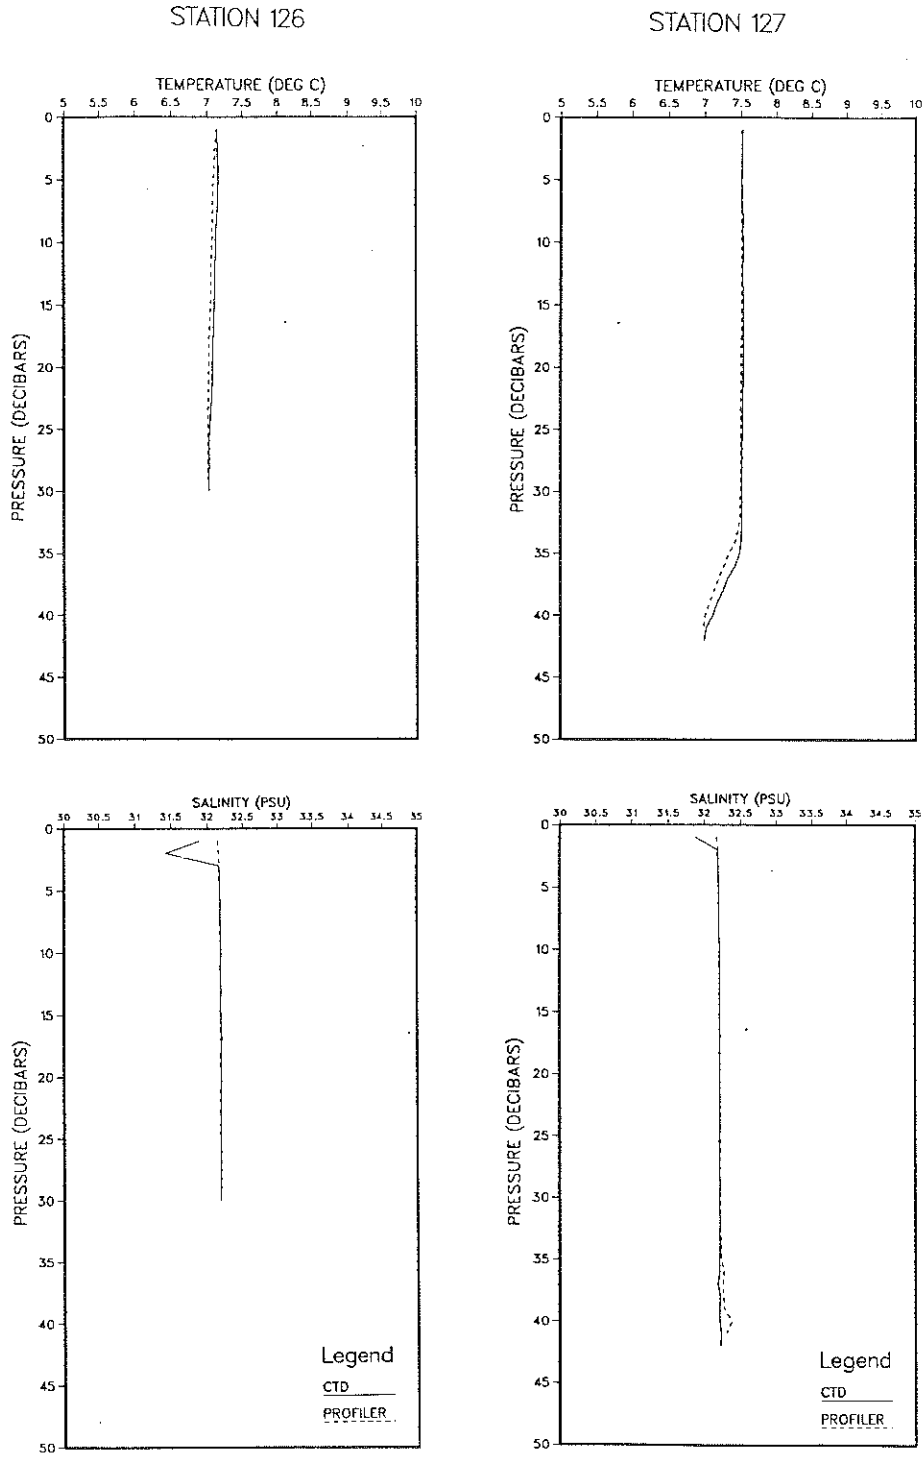 STATION 126
TEMPERATURE (DEG C)
5 5.5 6 6.5 7 7.5 8 8.5 9 9.5 10
0
5
10
15
20
25
30
35
40
45
50
PRESSURE (DECIBARS)
STATION 127
TEMPERATURE (DEG C)
5 5.5 6 6.5 7 7.5 8 8.5 9 9.5 10
0
5
10
15
20
25
30
35
40
45
50
PRESSURE (DECIBARS)
SALINITY (PSU)
30 30.5 31 31.5 32 32.5 33 33.5 34 34.5 35
0
5
10
15
20
25
30
35
40
45
50
PRESSURE (DECIBARS)
Legend
CTD
PROFILER
SALINITY (PSU)
30 30.5 31 31.5 32 32.5 33 33.5 34 34.5 35
0
5
10
15
20
25
30
35
40
45
50
PRESSURE (DECIBARS)
Legend
CTD
PROFILER